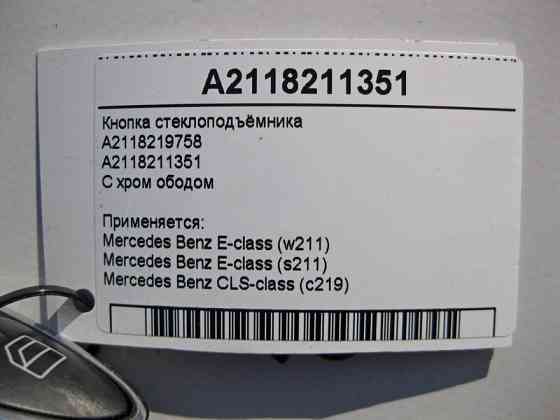 A2118211351
Кнопка стеклоподъёмника
A2118219758
A2118211351
С хром ободом
Применяется:
Mercedes Benz E-class (w211)
Mercedes Benz E-class (s211)
Mercedes Benz CLS-class (c219)